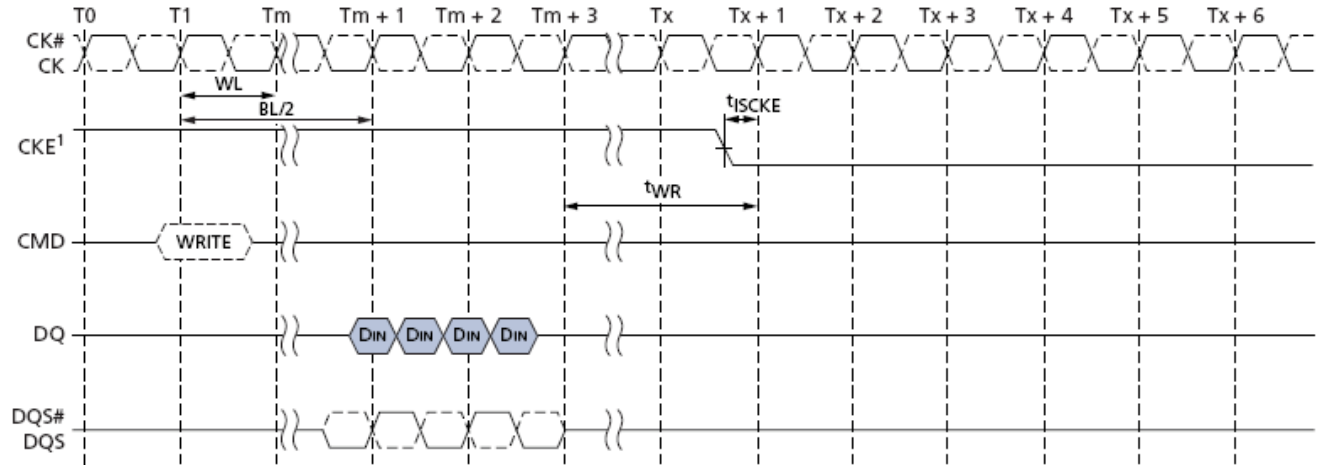 T0 T1 Tm Tm + 1 Tm + 2 Tm + 3 Tx Tx + 1 Tx + 2 Tx + 3 Tx + 4 Tx + 5 Tx + 6
CK#
CK
WL
BL/2
tISCKE
CKE1
tWR
CMD WRITE
DQ DIN DIN DIN DIN
DQS#
DQS